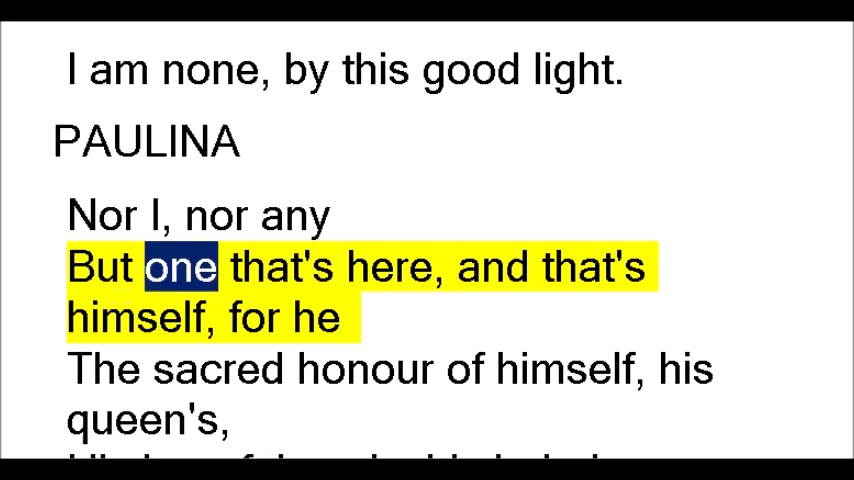 I am none, by this good light.
PAULINA
Nor I, nor any
But one that's here, and that's
himself, for he
The sacred honour of himself, his
queen's,